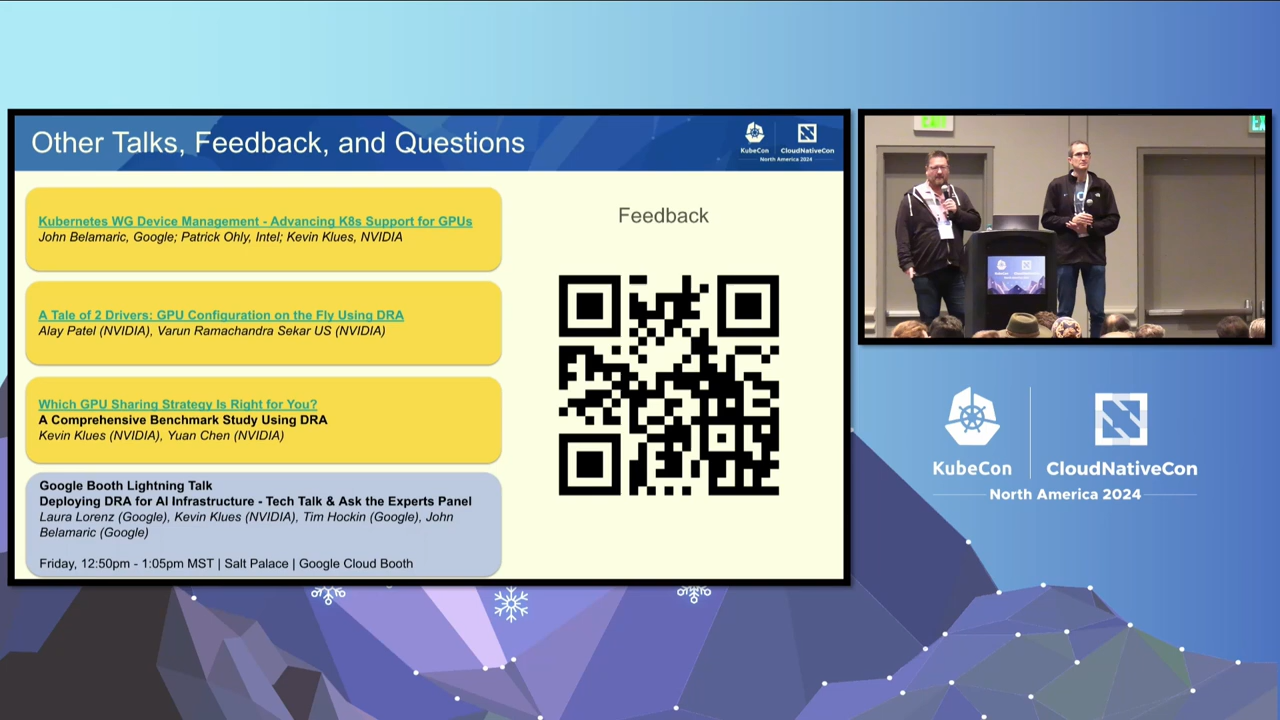 Other Talks, Feedback, and Questions
KubeCon
CloudNativeCon
North America 2024
Kubernetes WG Device Management - Advancing K8s Support for GPUs
John Belamaric, Google; Patrick Ohly, Intel; Kevin Klues, NVIDIA
A Tale of 2 Drivers: GPU Configuration on the Fly Using DRA
Alay Patel (NVIDIA), Varun Ramachandra Sekar US (NVIDIA)
Which GPU Sharing Strategy Is Right for You?
A Comprehensive Benchmark Study Using DRA
Kevin Klues (NVIDIA), Yuan Chen (NVIDIA)
Google Booth Lightning Talk
Deploying DRA for AI Infrastructure - Tech Talk & Ask the Experts Panel
Laura Lorenz (Google), Kevin Klues (NVIDIA), Tim Hockin (Google), John
Belamaric (Google)
Friday, 12:50pm - 1:05pm MST | Salt Palace | Google Cloud Booth
Feedback
KubeCon
CloudNativeCon
North America 2024